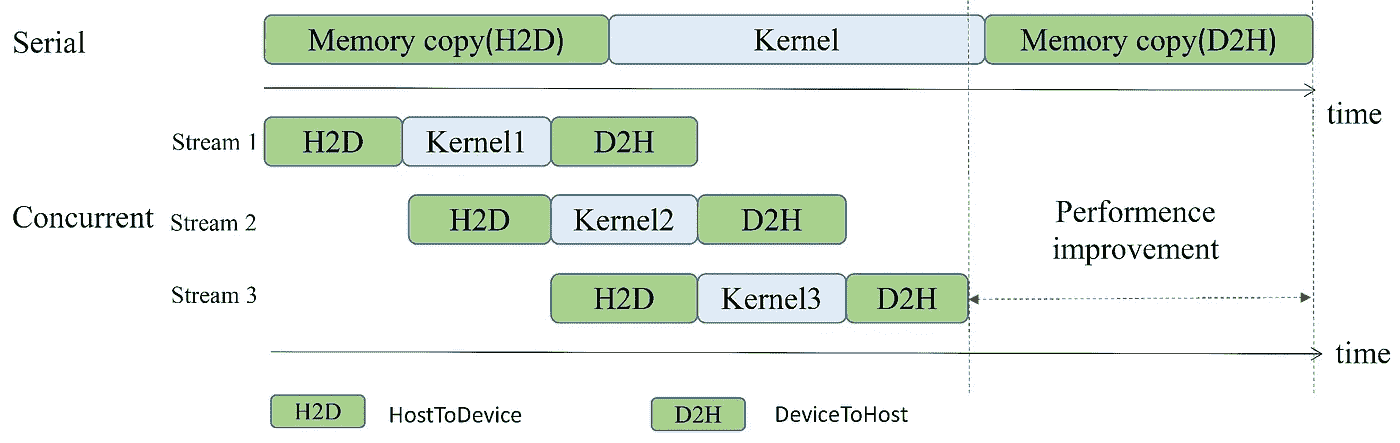 Serial
Memory copy(H2D) Kernel Memory copy(D2H)
time
Stream 1 H2D Kernel1 D2H
Concurrent Stream 2 H2D Kernel2 D2H
Performence
improvement
Stream 3 H2D Kernel3 D2H
time
H2D HostToDevice D2H DeviceToHost